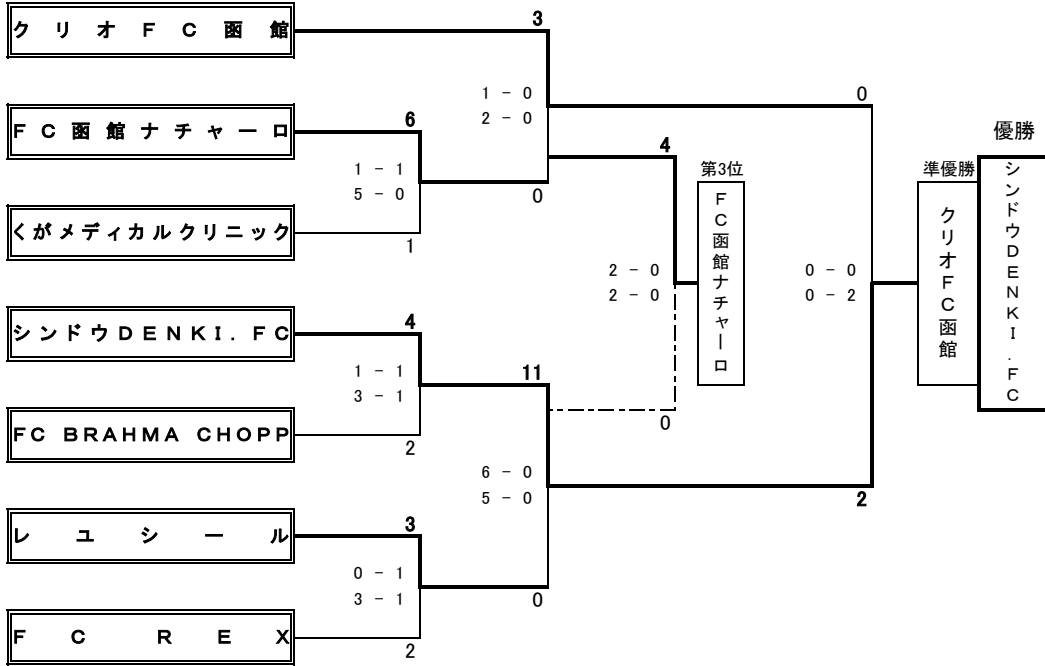 クリオFC函館
3
1 - 0
2 - 0
0
優勝
FC函館ナチャーロ
6
4
第3位
準優勝
1 - 1
5 - 0
0
くがメディカルクリニック
1
FC函館ナチャーロ
クリオFC函館
シンドウDENKI.FC
2 - 0
2 - 0
0 - 0
0 - 2
シンドウDENKI.FC
4
1 - 1
3 - 1
11
0
FC BRAHMA CHOPP
2
6 - 0
5 - 0
2
レユシール
3
0 - 1
3 - 1
0
FC REX
2